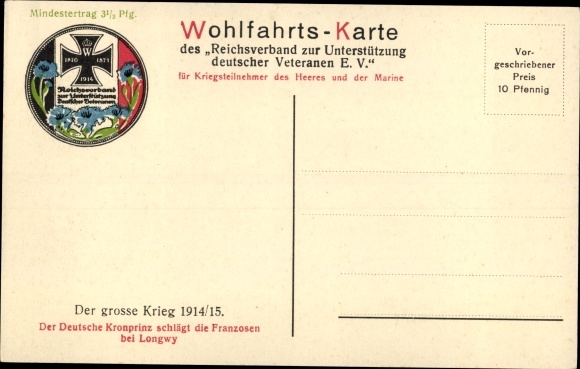 Mindestertrag 3½ Pfg.
Wohlfahrts-Karte
des „Reichsverband zur Unterstützung
deutscher Veteranen E. V.“
für Kriegsteilnehmer des Heeres und der Marine
Vor-
geschriebener
Preis
10 Pfennig
W
1870 1871
1914
Reichsverband
zur Unterstützung
Deutscher Veteranen
Der grosse Krieg 1914/15.
Der Deutsche Kronprinz schlägt die Franzosen
bei Longwy